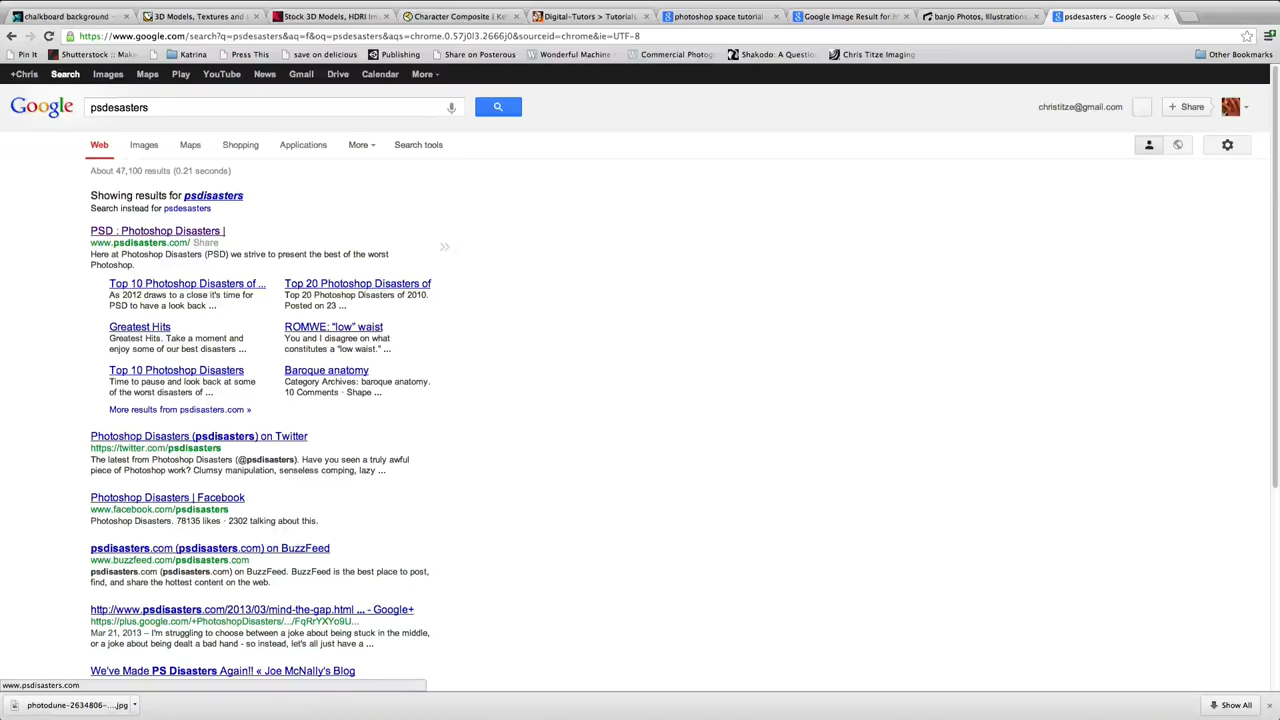 chalkboard background
3D Models, Textures and
Stock 3D Models, HDRI Im
Character Composite | Ke
Digital-Tutors > Tutorials
photoshop space tutorial
Google Image Result for h
banjo Photos, Illustrations
psdesasters - Google Sear
https://www.google.com/search?q=psdesasters&aq=f&oq=psdesasters&aqs=chrome.0.57j0l3.2666j0&sourceid=chrome&ie=UTF-8
Pin It
Shutterstock :: Make
Katrina
Press This
save on delicious
Publishing
Share on Posterous
Wonderful Machine
Commercial Photog
Shakodo: A Question
Chris Titze Imaging
Other Bookmarks
+Chris Search Images Maps Play YouTube News Gmail Drive Calendar More
Google
psdesasters
christitze@gmail.com
+ Share
Web Images Maps Shopping Applications More Search tools
About 47,100 results (0.21 seconds)
Showing results for psdisasters
Search instead for psdesasters
PSD : Photoshop Disasters |
www.psdisasters.com/ Share
Here at Photoshop Disasters (PSD) we strive to present the best of the worst
Photoshop.
Top 10 Photoshop Disasters of ...
As 2012 draws to a close it's time for
PSD to have a look back ...
Top 20 Photoshop Disasters of
Top 20 Photoshop Disasters of 2010.
Posted on 23 ...
Greatest Hits
Greatest Hits. Take a moment and
enjoy some of our best disasters ...
ROMWE: "low" waist
You and I disagree on what
constitutes a "low waist." ...
Top 10 Photoshop Disasters
Time to pause and look back at some
of the worst disasters of ...
Baroque anatomy
Category Archives: baroque anatomy.
10 Comments · Shape ...
More results from psdisasters.com »
Photoshop Disasters (psdisasters) on Twitter
https://twitter.com/psdisasters
The latest from Photoshop Disasters (@psdisasters). Have you seen a truly awful
piece of Photoshop work? Clumsy manipulation, senseless comping, lazy ...
Photoshop Disasters | Facebook
www.facebook.com/psdisasters
Photoshop Disasters. 78135 likes · 2302 talking about this.
psdisasters.com (psdisasters.com) on BuzzFeed
www.buzzfeed.com/psdisasters.com
psdisasters.com (psdisasters.com) on BuzzFeed. BuzzFeed is the best place to post,
find, and share the hottest content on the web.
http://www.psdisasters.com/2013/03/mind-the-gap.html ... - Google+
https://plus.google.com/+PhotoshopDisasters/.../FqRrYXYo9U...
Mar 21, 2013 – I'm struggling to choose between a joke about being stuck in the middle,
or a joke about being dealt a bad hand - so instead, let's all just have a ...
We've Made PS Disasters Again!! « Joe McNally's Blog
www.psdisasters.com
photodune-2634806-....jpg
Show All